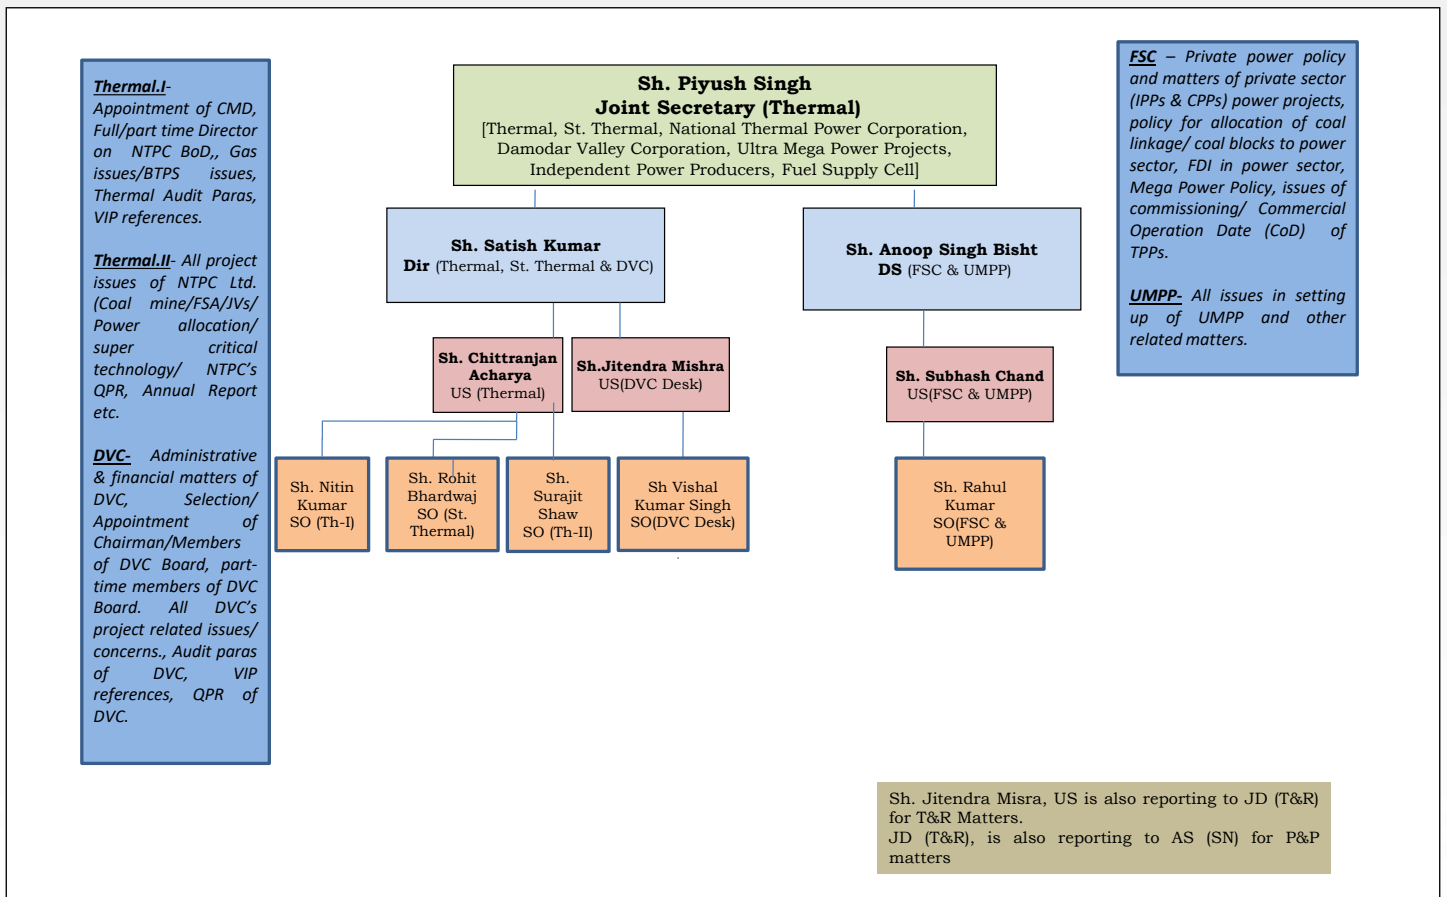 Thermal.I-
Appointment of CMD,
Full/part time Director
on NTPC BoD,, Gas
issues/BTPS issues,
Thermal Audit Paras,
VIP references.
Thermal.II- All project
issues of NTPC Ltd.
(Coal mine/FSA/JVs/
Power allocation/
super critical
technology/ NTPC’s
QPR, Annual Report
etc.
DVC- Administrative
& financial matters of
DVC, Selection/
Appointment of
Chairman/Members
of DVC Board, part-
time members of DVC
Board. All DVC’s
project related issues/
concerns., Audit paras
of DVC, VIP
references, QPR of
DVC.
Sh. Piyush Singh
Joint Secretary (Thermal)
[Thermal, St. Thermal, National Thermal Power Corporation,
Damodar Valley Corporation, Ultra Mega Power Projects,
Independent Power Producers, Fuel Supply Cell]
Sh. Satish Kumar
Dir (Thermal, St. Thermal & DVC)
Sh. Anoop Singh Bisht
DS (FSC & UMPP)
Sh. Chittranjan
Acharya
US (Thermal)
Sh.Jitendra Mishra
US(DVC Desk)
Sh. Subhash Chand
US(FSC & UMPP)
Sh. Nitin
Kumar
SO (Th-I)
Sh. Rohit
Bhardwaj
SO (St.
Thermal)
Sh.
Surajit
Shaw
SO (Th-II)
Sh Vishal
Kumar Singh
SO(DVC Desk)
Sh. Rahul
Kumar
SO(FSC &
UMPP)
FSC – Private power policy
and matters of private sector
(IPPs & CPPs) power projects,
policy for allocation of coal
linkage/ coal blocks to power
sector, FDI in power sector,
Mega Power Policy, issues of
commissioning/ Commercial
Operation Date (CoD) of
TPPs.
UMPP- All issues in setting
up of UMPP and other
related matters.
Sh. Jitendra Misra, US is also reporting to JD (T&R)
for T&R Matters.
JD (T&R), is also reporting to AS (SN) for P&P
matters